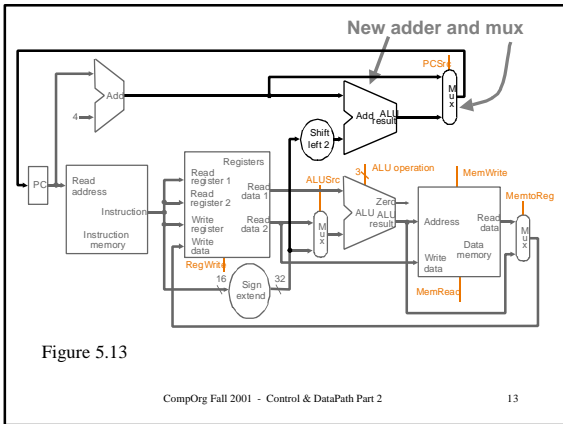 New adder and mux
PCSrc
M
u
x
Add
4
Add ALU
result
Shift
left 2
PC
Read
address
Instruction
Instruction
memory
Registers
Read
register 1
Read
register 2
Write
register
Write
data
Read
data 1
Read
data 2
RegWrite
16
Sign
extend
32
ALUSrc
M
u
x
3
ALU operation
Zero
ALU ALU
result
MemWrite
Address
Read
data
Write
data
Data
memory
MemRead
MemtoReg
M
u
x
Figure 5.13
CompOrg Fall 2001 - Control & DataPath Part 2
13